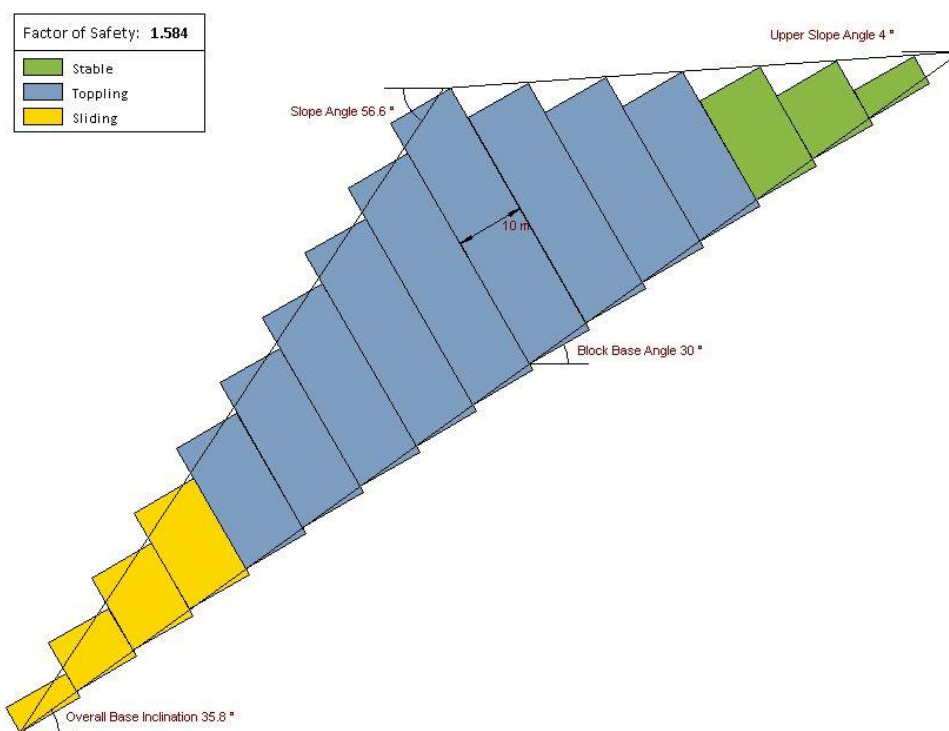 Factor of Safety: 1.584
Stable
Toppling
Sliding
Upper Slope Angle 4 °
Slope Angle 56.6 °
10 m
Block Base Angle 30 °
Overall Base Inclination 35.8 °